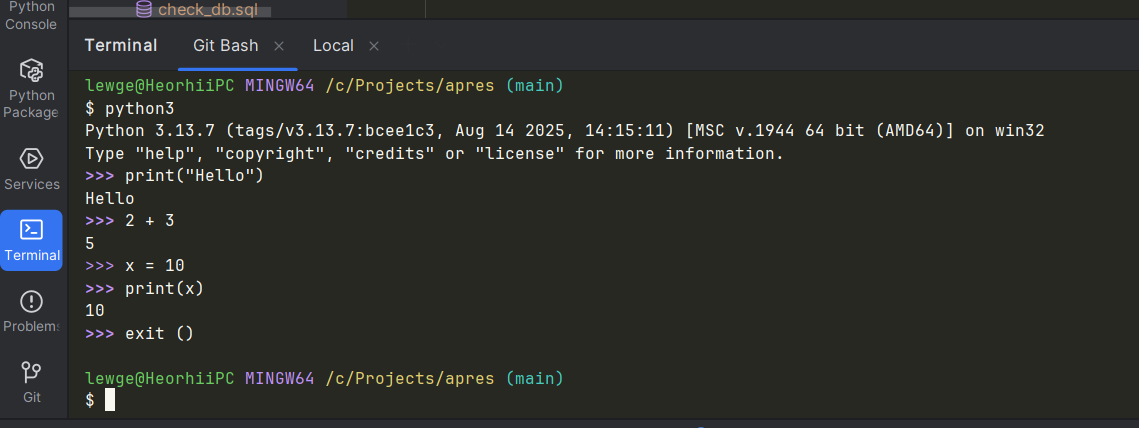 Python
Console
check_db.sql
Terminal
Git Bash
Local
Python
Package
Services
Terminal
Problems
Git
lewge@HeorhiiPC MINGW64 /c/Projects/apres (main)
$ python3
Python 3.13.7 (tags/v3.13.7:bcee1c3, Aug 14 2025, 14:15:11) [MSC v.1944 64 bit (AMD64)] on win32
Type "help", "copyright", "credits" or "license" for more information.
>>> print("Hello")
Hello
>>> 2 + 3
5
>>> x = 10
>>> print(x)
10
>>> exit ()
lewge@HeorhiiPC MINGW64 /c/Projects/apres (main)
$